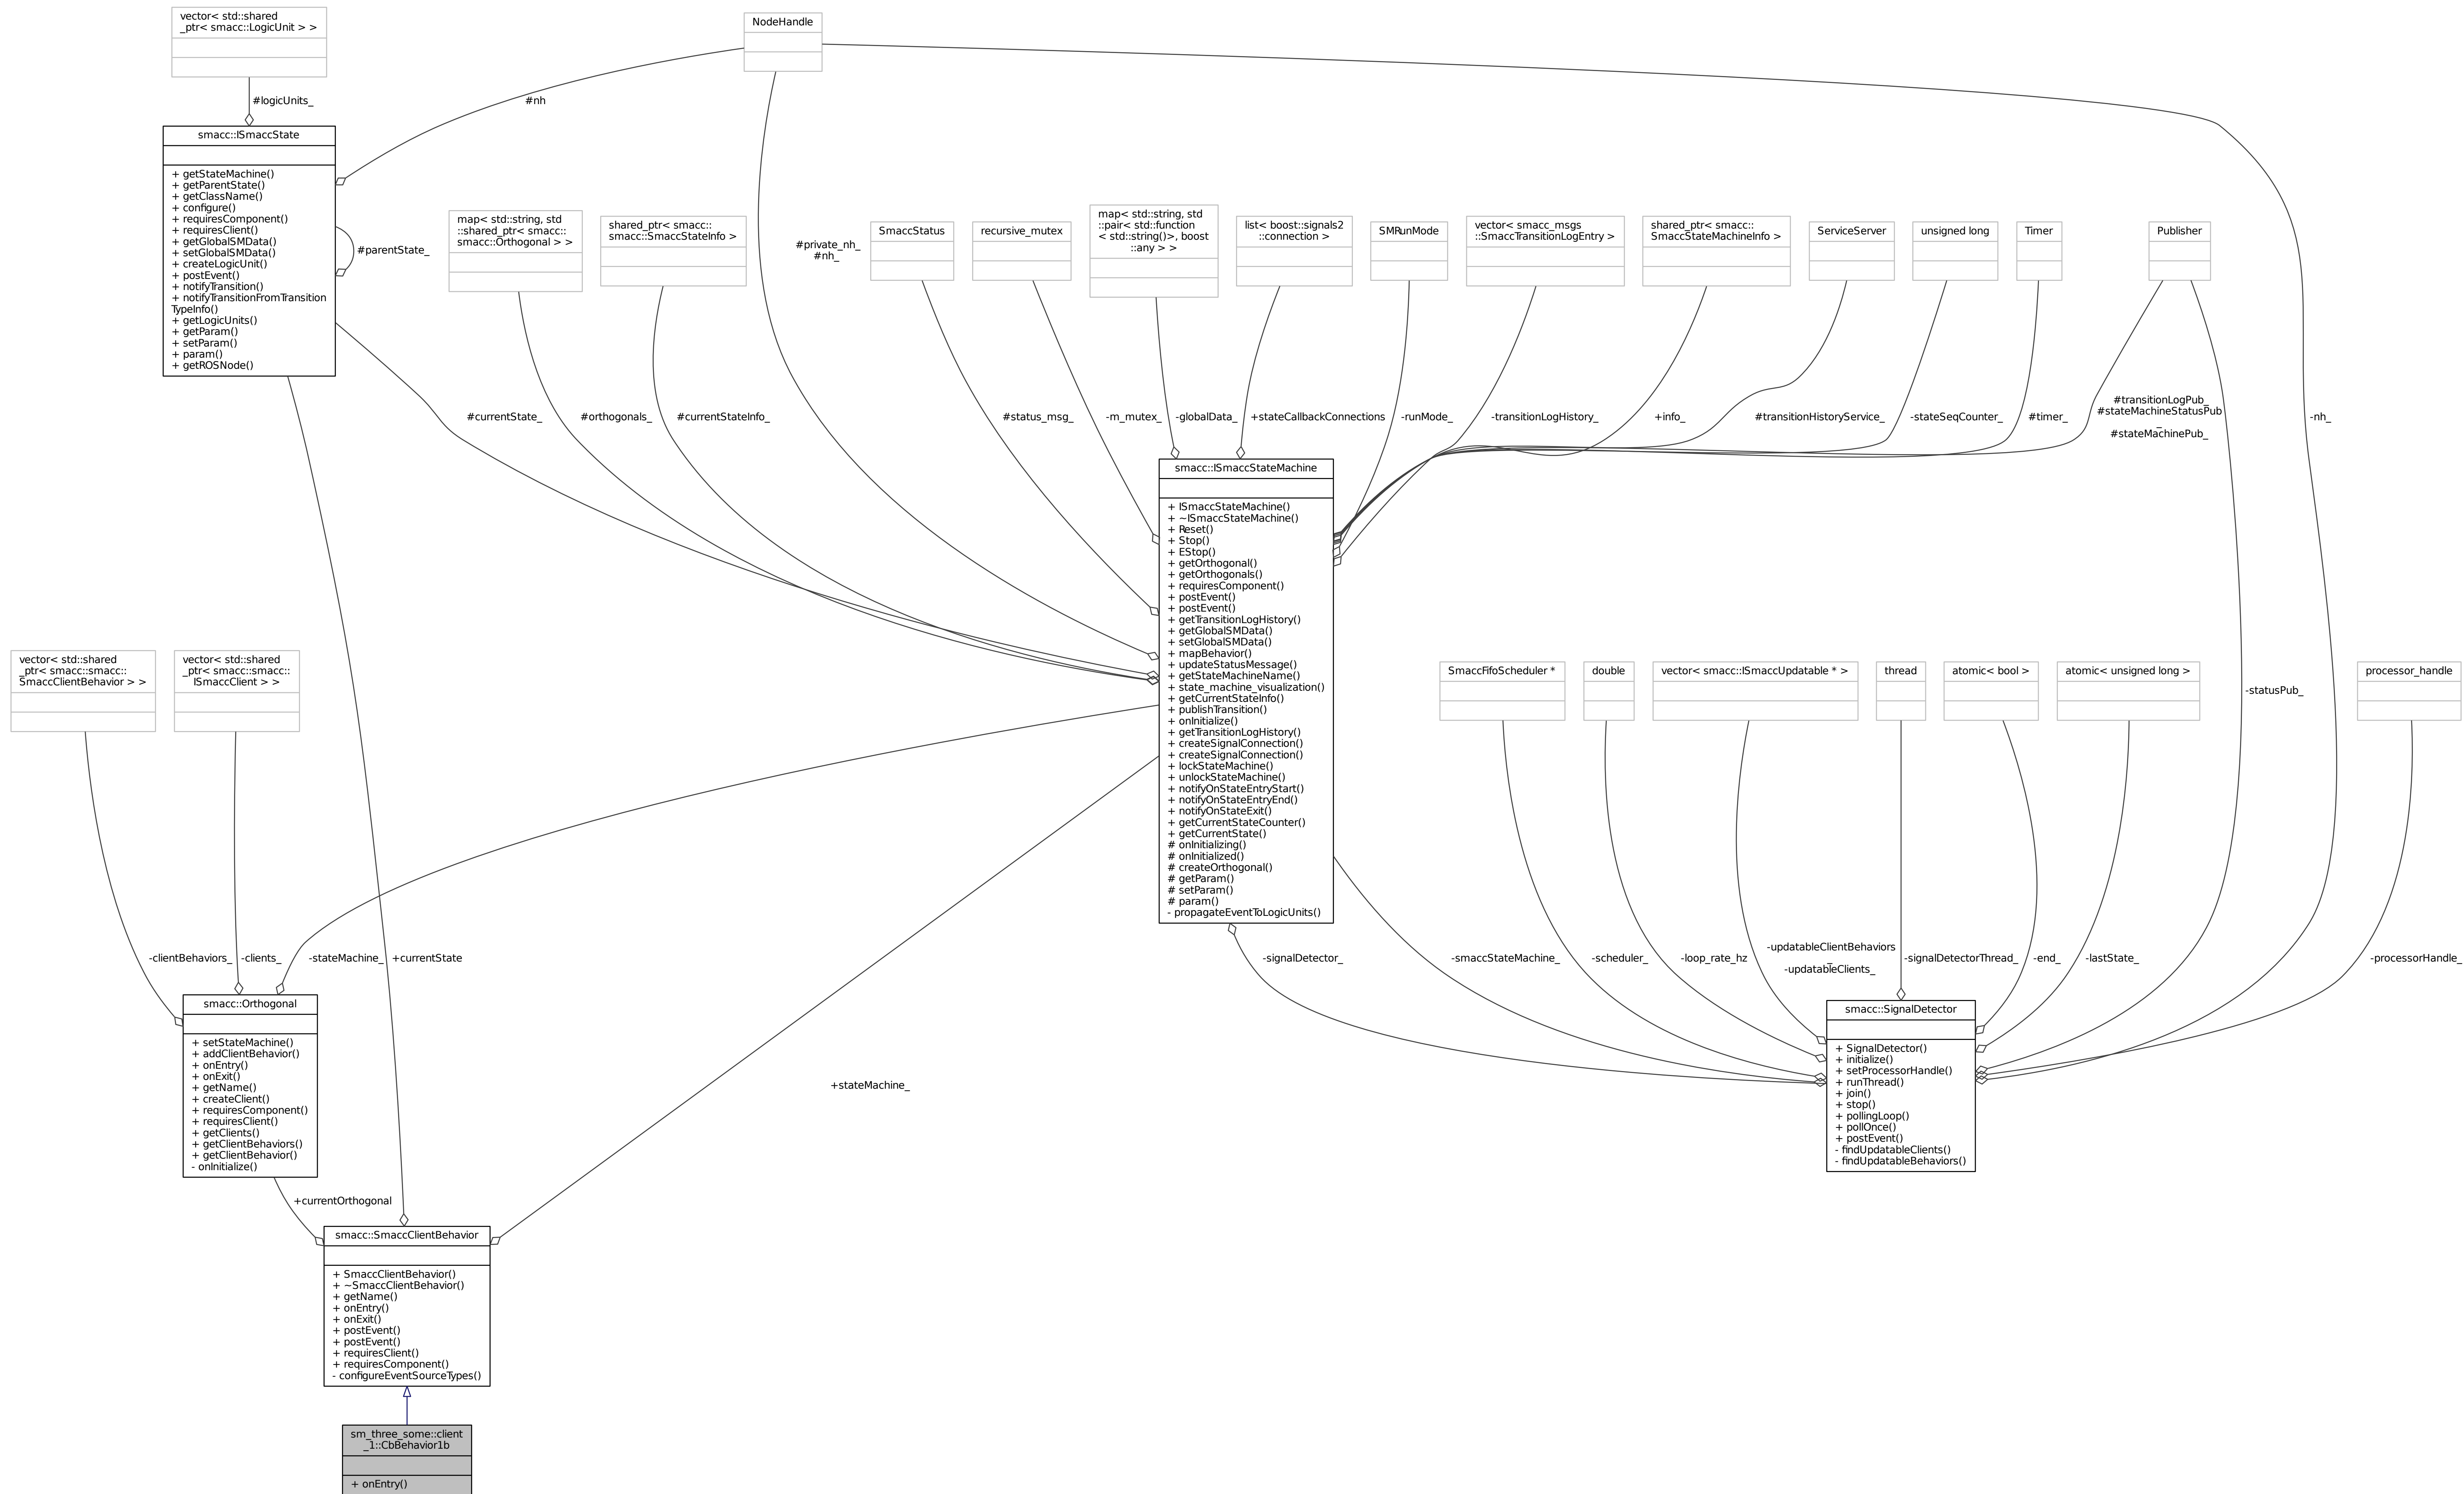 vector< std::shared
_ptr< smacc::LogicUnit > >
NodeHandle
#logicUnits_
#nh
smacc::ISmaccState
+ getStateMachine()
+ getParentState()
+ getClassName()
+ configure()
+ requiresComponent()
+ requiresClient()
+ getGlobalSMData()
+ setGlobalSMData()
+ createLogicUnit()
+ postEvent()
+ notifyTransition()
+ notifyTransitionFromTransition
TypeInfo()
+ getLogicUnits()
+ getParam()
+ setParam()
+ param()
+ getROSNode()
#parentState_
map< std::string, std
::shared_ptr< smacc::
smacc::Orthogonal > >
shared_ptr< smacc::
smacc::SmaccStateInfo >
#private_nh_
#nh_
SmaccStatus
recursive_mutex
map< std::string, std
::pair< std::function
< std::string()>, boost
::any > >
list< boost::signals2
::connection >
SMRunMode
vector< smacc_msgs
::SmaccTransitionLogEntry >
shared_ptr< smacc::
SmaccStateMachineInfo >
ServiceServer
unsigned long
Timer
Publisher
#currentState_
#orthogonals_
#currentStateInfo_
#status_msg_
-m_mutex_
-globalData_
+stateCallbackConnections
-runMode_
-transitionLogHistory_
+info_
#transitionHistoryService_
-stateSeqCounter_
#timer_
#transitionLogPub_
#stateMachineStatusPub
_
#stateMachinePub_
-nh_
smacc::ISmaccStateMachine
+ ISmaccStateMachine()
+ ~ISmaccStateMachine()
+ Reset()
+ Stop()
+ EStop()
+ getOrthogonal()
+ getOrthogonals()
+ requiresComponent()
+ postEvent()
+ postEvent()
+ getTransitionLogHistory()
+ getGlobalSMData()
+ setGlobalSMData()
+ mapBehavior()
+ updateStatusMessage()
+ getStateMachineName()
+ state_machine_visualization()
+ getCurrentStateInfo()
+ publishTransition()
+ onInitialize()
+ getTransitionLogHistory()
+ createSignalConnection()
+ createSignalConnection()
+ lockStateMachine()
+ unlockStateMachine()
+ notifyOnStateEntryStart()
+ notifyOnStateEntryEnd()
+ notifyOnStateExit()
+ getCurrentStateCounter()
+ getCurrentState()
# onInitializing()
# onInitialized()
# createOrthogonal()
# getParam()
# setParam()
# param()
- propagateEventToLogicUnits()
vector< std::shared
_ptr< smacc::smacc::
SmaccClientBehavior > >
vector< std::shared
_ptr< smacc::smacc::
ISmaccClient > >
SmaccFifoScheduler *
double
vector< smacc::ISmaccUpdatable * >
thread
atomic< bool >
atomic< unsigned long >
-statusPub_
processor_handle
-clientBehaviors_
-clients_
-stateMachine_
+currentState
-signalDetector_
-smaccStateMachine_
-scheduler_
-loop_rate_hz
-updatableClientBehaviors
_
-updatableClients_
-signalDetectorThread_
-end_
-lastState_
-processorHandle_
smacc::Orthogonal
+ setStateMachine()
+ addClientBehavior()
+ onEntry()
+ onExit()
+ getName()
+ createClient()
+ requiresComponent()
+ requiresClient()
+ getClients()
+ getClientBehaviors()
+ getClientBehavior()
- onInitialize()
smacc::SignalDetector
+ SignalDetector()
+ initialize()
+ setProcessorHandle()
+ runThread()
+ join()
+ stop()
+ pollingLoop()
+ pollOnce()
+ postEvent()
- findUpdatableClients()
- findUpdatableBehaviors()
+stateMachine_
+currentOrthogonal
smacc::SmaccClientBehavior
+ SmaccClientBehavior()
+ ~SmaccClientBehavior()
+ getName()
+ onEntry()
+ onExit()
+ postEvent()
+ postEvent()
+ requiresClient()
+ requiresComponent()
- configureEventSourceTypes()
sm_three_some::client
_1::CbBehavior1b
+ onEntry()